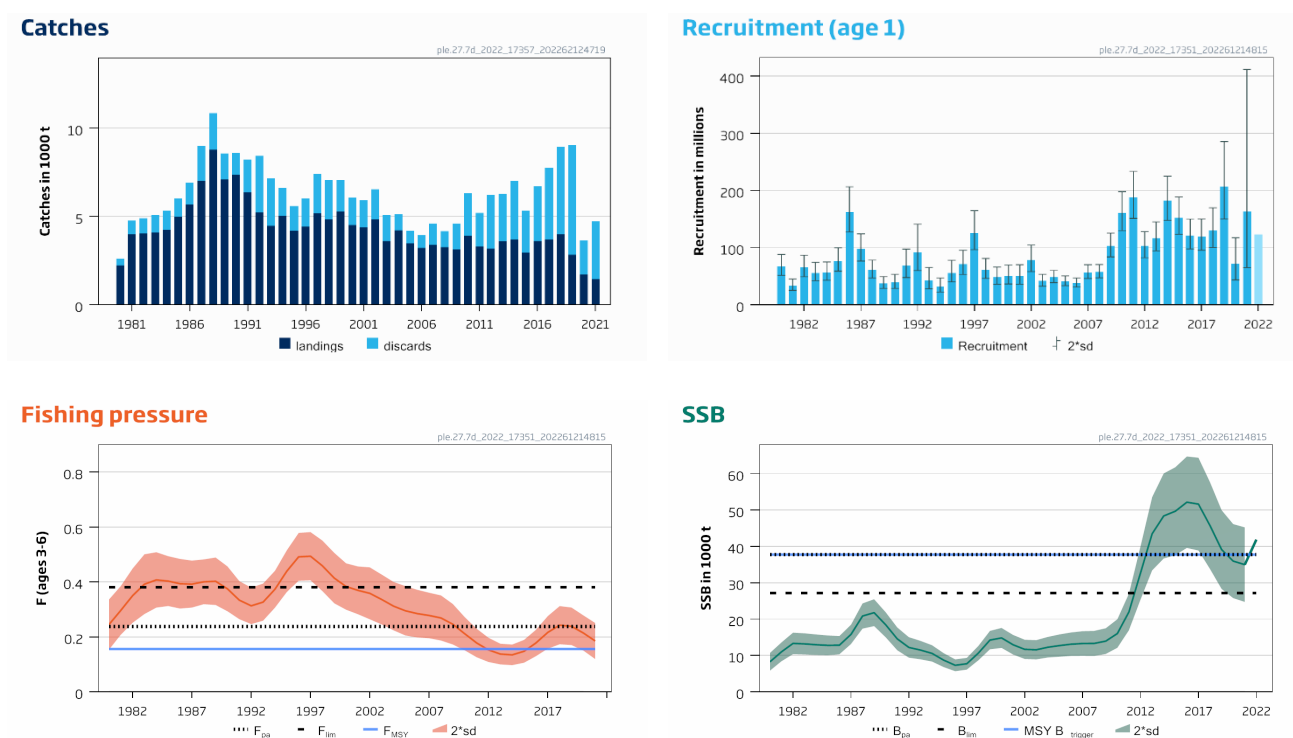 Catches
ple.27.7d_2022_17357_202262124719
Catches in 1000 t
10
5
0
1981 1986 1991 1996 2001 2006 2011 2016 2021
landings discards
Recruitment (age 1)
ple.27.7d_2022_17351_202261214815
Recruitment in millions
400
300
200
100
0
1982 1987 1992 1997 2002 2007 2012 2017 2022
Recruitment 2*sd
Fishing pressure
ple.27.7d_2022_17351_202261214815
F (ages 3-6)
0.8
0.6
0.4
0.2
0
1982 1987 1992 1997 2002 2007 2012 2017
Fpa Flim FMSY 2*sd
SSB
ple.27.7d_2022_17351_202261214815
SSB in 1000 t
60
50
40
30
20
10
0
1982 1987 1992 1997 2002 2007 2012 2017 2022
Bpa Blim MSY B trigger 2*sd